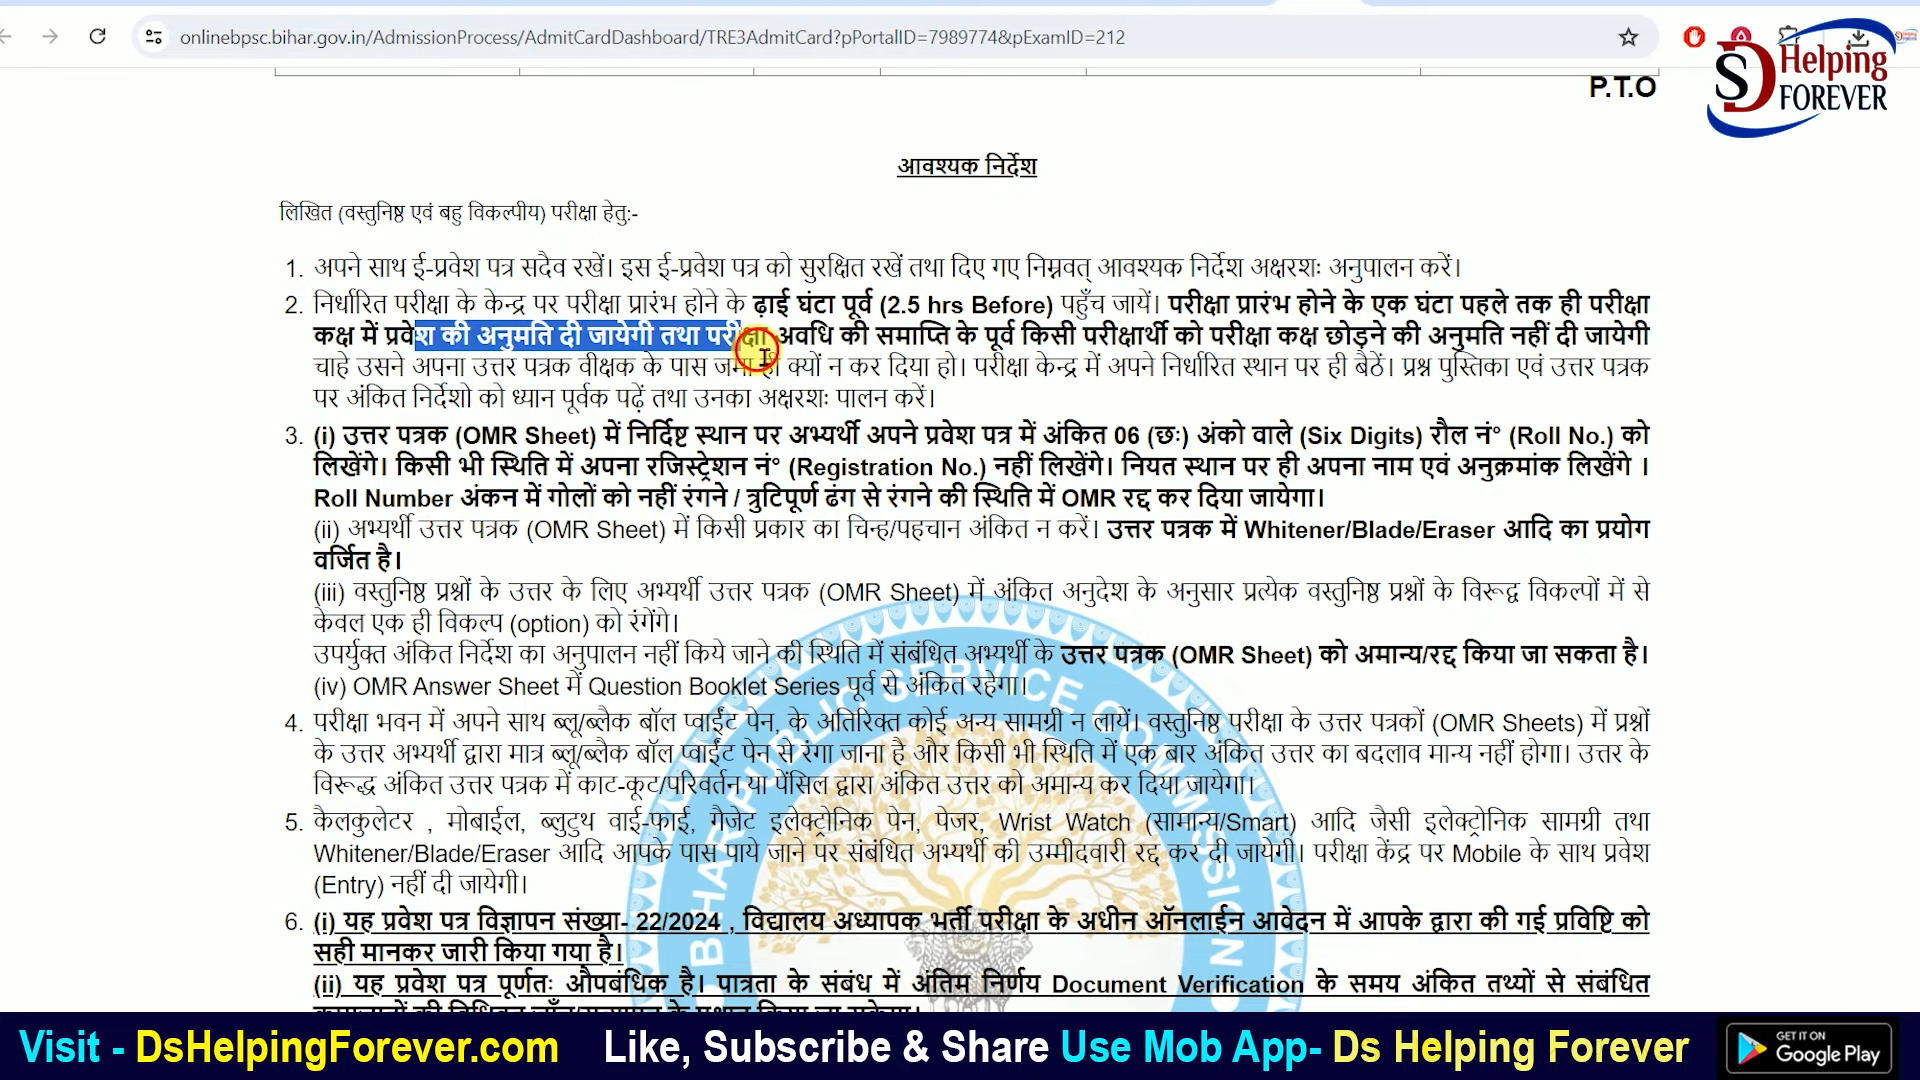 onlinebpsc.bihar.gov.in/AdmissionProcess/AdmitCardDashboard/TRE3AdmitCard?pPortalID=7989774&pExamID=212
SD Helping FOREVER
P.T.O
आवश्यक निर्देश
लिखित (वस्तुनिष्ठ एवं बहु विकल्पीय) परीक्षा हेतु:-
1. अपने साथ ई-प्रवेश पत्र सदैव रखें। इस ई-प्रवेश पत्र को सुरक्षित रखें तथा दिए गए निम्नवत् आवश्यक निर्देश अक्षरशः अनुपालन करें।
2. निर्धारित परीक्षा के केन्द्र पर परीक्षा प्रारंभ होने के ढ़ाई घंटा पूर्व (2.5 hrs Before) पहुँच जायें। परीक्षा प्रारंभ होने के एक घंटा पहले तक ही परीक्षा
कक्ष में प्रवेश की अनुमति दी जायेगी तथा परीक्षा अवधि की समाप्ति के पूर्व किसी परीक्षार्थी को परीक्षा कक्ष छोड़ने की अनुमति नहीं दी जायेगी
चाहे उसने अपना उत्तर पत्रक वीक्षक के पास जमा ही क्यों न कर दिया हो। परीक्षा केन्द्र में अपने निर्धारित स्थान पर ही बैठें। प्रश्न पुस्तिका एवं उत्तर पत्रक
पर अंकित निर्देशो को ध्यान पूर्वक पढ़ें तथा उनका अक्षरशः पालन करें।
3. (i) उत्तर पत्रक (OMR Sheet) में निर्दिष्ट स्थान पर अभ्यर्थी अपने प्रवेश पत्र में अंकित 06 (छः) अंको वाले (Six Digits) रौल नं° (Roll No.) को
लिखेंगे। किसी भी स्थिति में अपना रजिस्ट्रेशन नं° (Registration No.) नहीं लिखेंगे। नियत स्थान पर ही अपना नाम एवं अनुक्रमांक लिखेंगे ।
Roll Number अंकन में गोलों को नहीं रंगने / त्रुटिपूर्ण ढंग से रंगने की स्थिति में OMR रद्द कर दिया जायेगा।
(ii) अभ्यर्थी उत्तर पत्रक (OMR Sheet) में किसी प्रकार का चिन्ह/पहचान अंकित न करें। उत्तर पत्रक में Whitener/Blade/Eraser आदि का प्रयोग
वर्जित है।
(iii) वस्तुनिष्ठ प्रश्नों के उत्तर के लिए अभ्यर्थी उत्तर पत्रक (OMR Sheet) में अंकित अनुदेश के अनुसार प्रत्येक वस्तुनिष्ठ प्रश्नों के विरूद्व विकल्पों में से
केवल एक ही विकल्प (option) को रंगेंगे।
उपर्युक्त अंकित निर्देश का अनुपालन नहीं किये जाने की स्थिति में संबंधित अभ्यर्थी के उत्तर पत्रक (OMR Sheet) को अमान्य/रद्द किया जा सकता है।
(iv) OMR Answer Sheet में Question Booklet Series पूर्व से अंकित रहेगा।
4. परीक्षा भवन में अपने साथ ब्लू/ब्लैक बॉल प्वाईंट पेन, के अतिरिक्त कोई अन्य सामग्री न लायें। वस्तुनिष्ठ परीक्षा के उत्तर पत्रकों (OMR Sheets) में प्रश्नों
के उत्तर अभ्यर्थी द्वारा मात्र ब्लू/ब्लैक बॉल प्वाईंट पेन से रंगा जाना है और किसी भी स्थिति में एक बार अंकित उत्तर का बदलाव मान्य नहीं होगा। उत्तर के
विरूद्ध अंकित उत्तर पत्रक में काट-कूट/परिवर्तन या पेंसिल द्वारा अंकित उत्तर को अमान्य कर दिया जायेगा।
5. कैलकुलेटर , मोबाईल, ब्लुटुथ वाई-फाई, गैजेट इलेक्ट्रोनिक पेन, पेजर, Wrist Watch (सामान्य/Smart) आदि जैसी इलेक्ट्रोनिक सामग्री तथा
Whitener/Blade/Eraser आदि आपके पास पाये जाने पर संबंधित अभ्यर्थी की उम्मीदवारी रद्द कर दी जायेगी। परीक्षा केंद्र पर Mobile के साथ प्रवेश
(Entry) नहीं दी जायेगी।
6. (i) यह प्रवेश पत्र विज्ञापन संख्या- 22/2024 , विद्यालय अध्यापक भर्ती परीक्षा के अधीन ऑनलाईन आवेदन में आपके द्वारा की गई प्रविष्टि को
सही मानकर जारी किया गया है।
(ii) यह प्रवेश पत्र पूर्णतः औपबंधिक है। पात्रता के संबंध में अंतिम निर्णय Document Verification के समय अंकित तथ्यों से संबंधित
BIHAR PUBLIC SERVICE COMMISSION
Visit - DsHelpingForever.com Like, Subscribe & Share Use Mob App- Ds Helping Forever
GET IT ON
Google Play